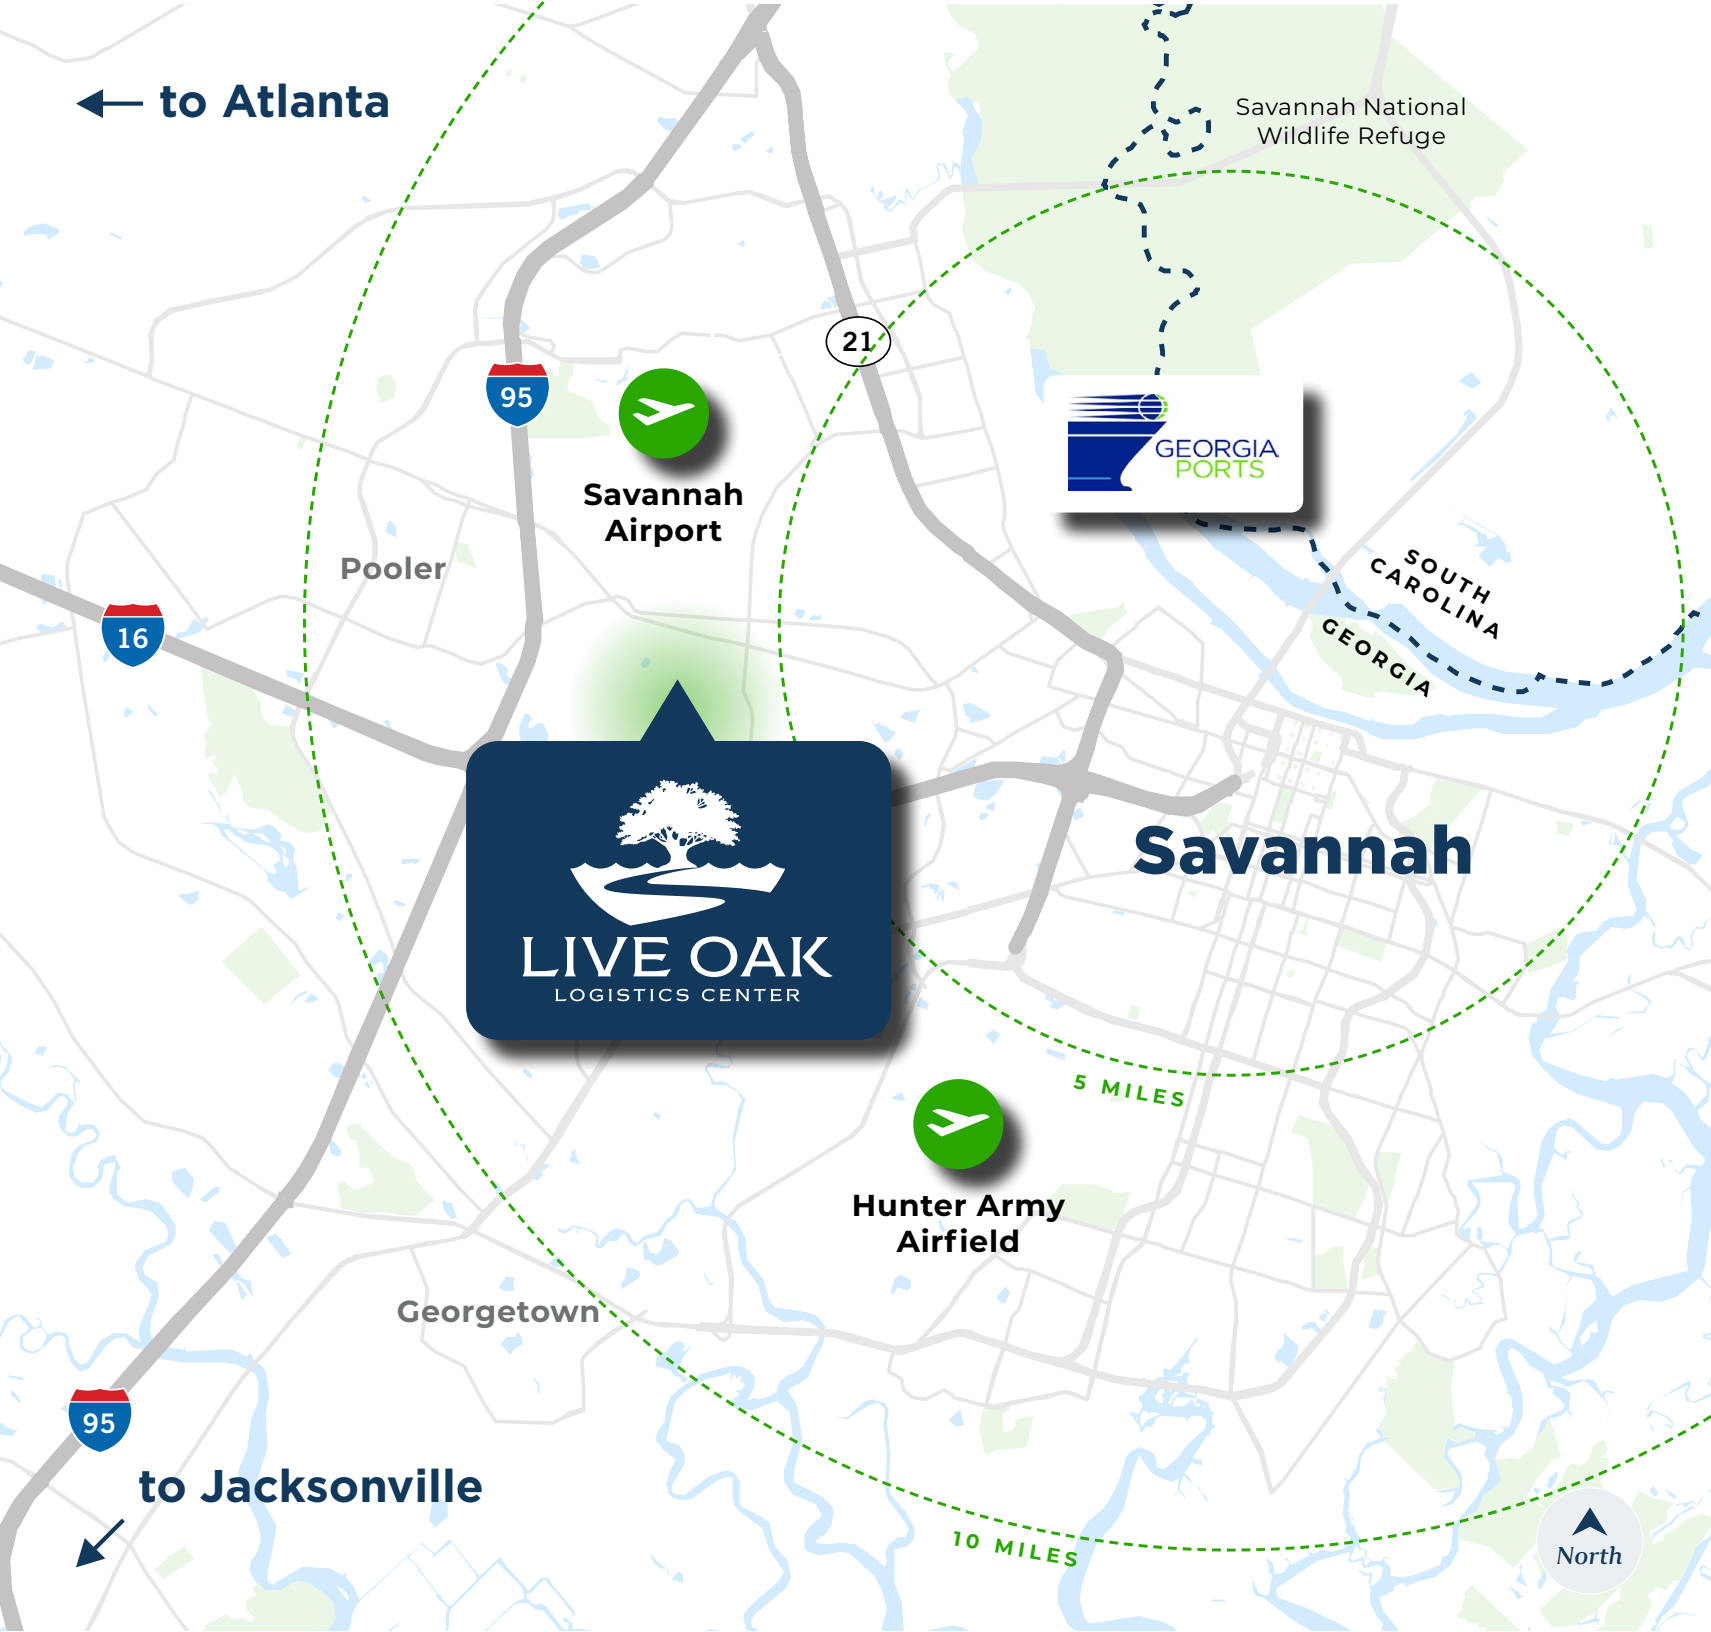 to Atlanta
Savannah National
Wildlife Refuge
21
95
GEORGIA
PORTS
Savannah
Airport
SOUTH
CAROLINA
GEORGIA
Pooler
16
Savannah
LIVE OAK
LOGISTICS CENTER
5 MILES
Hunter Army
Airfield
Georgetown
95
to Jacksonville
10 MILES
North